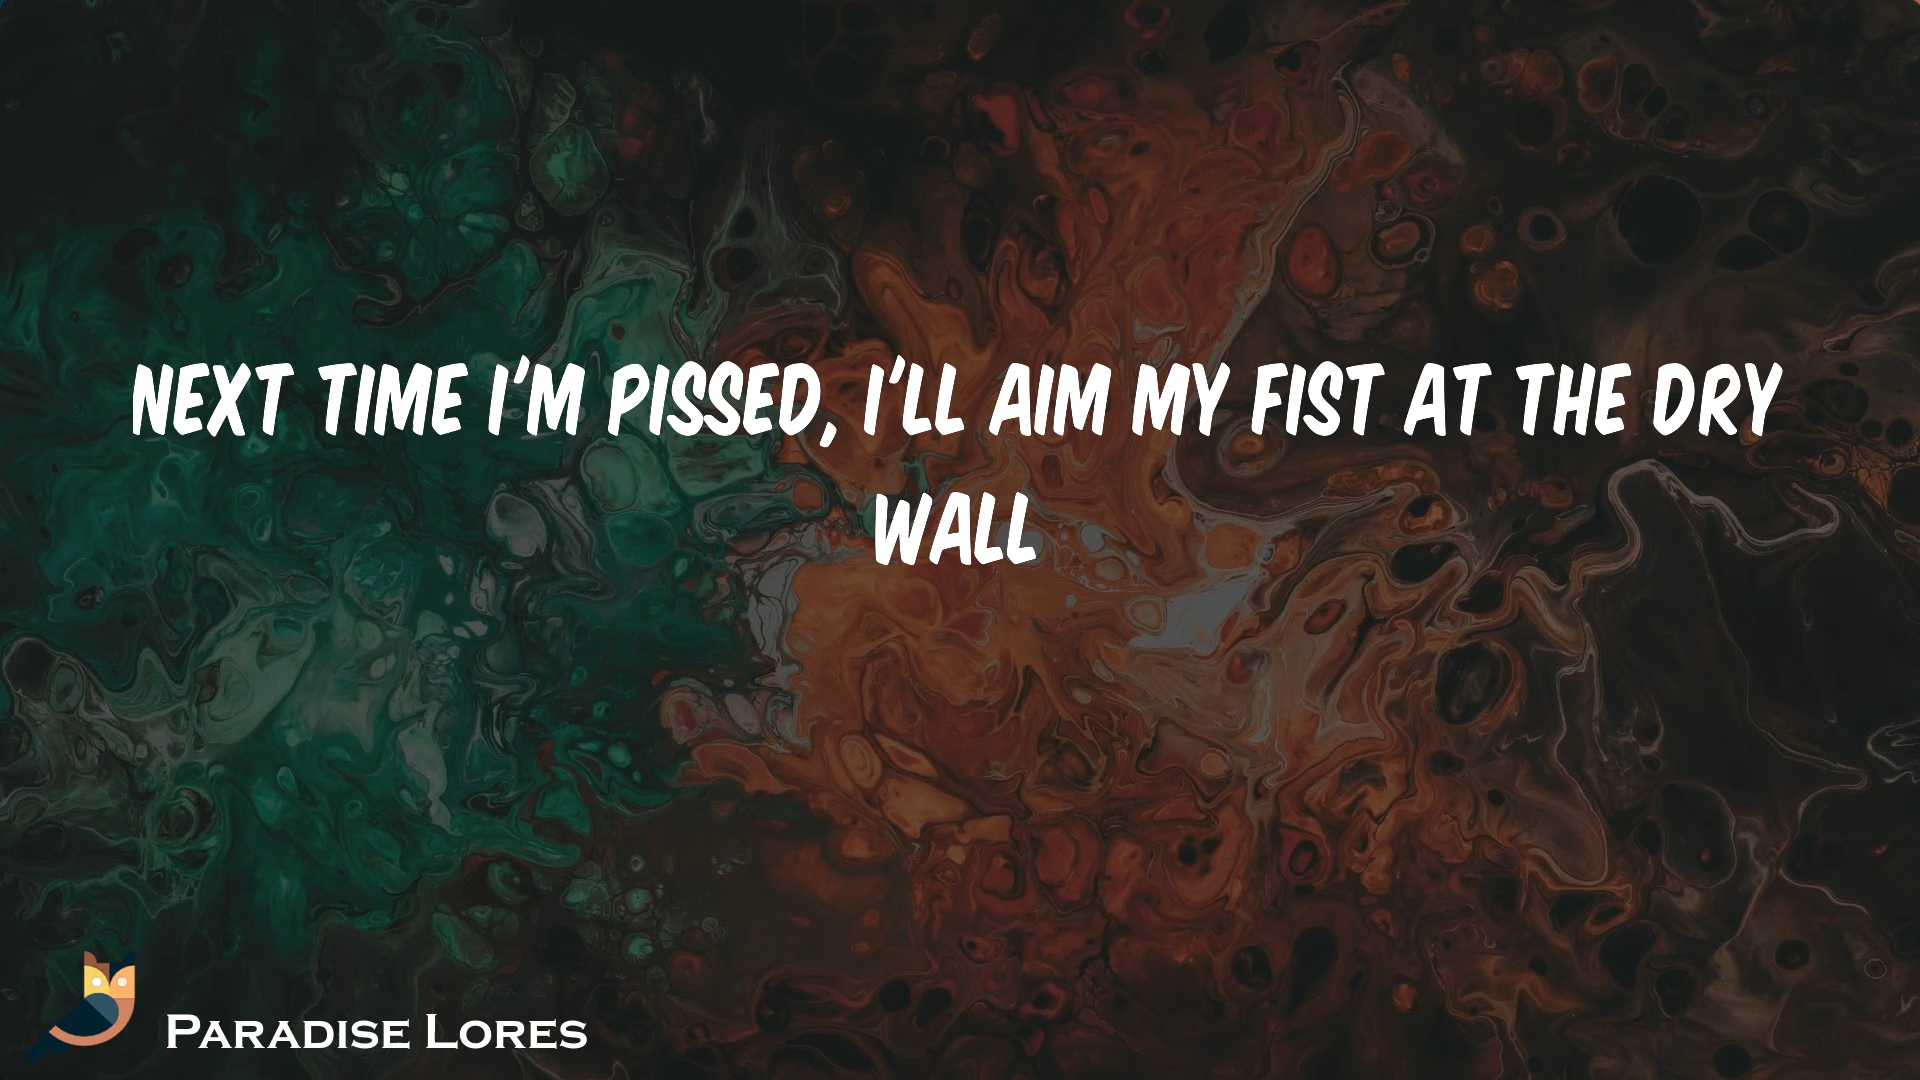 NEXT TIME I'M PISSED, I'LL AIM MY FIST AT THE DRY
WALL
PARADISE LORES